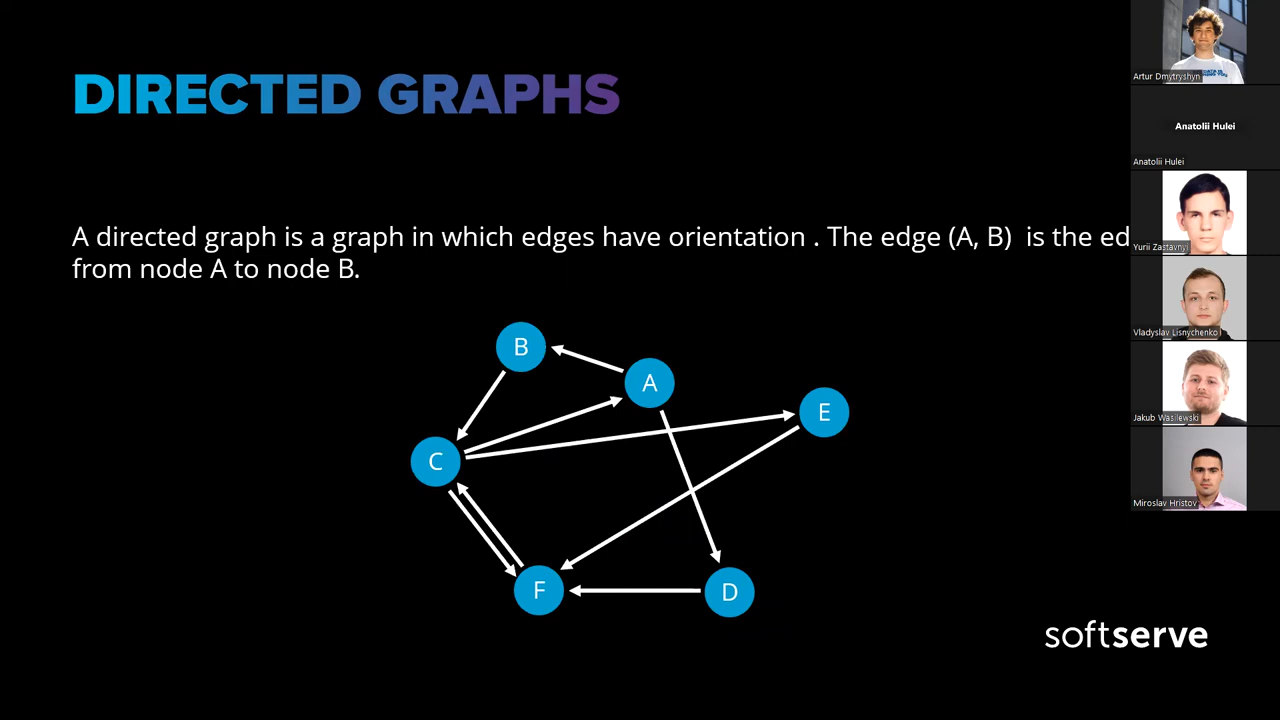 DIRECTED GRAPHS
A directed graph is a graph in which edges have orientation . The edge (A, B)  is the ed
from node A to node B.
B
A
E
C
F
D
softserve
Artur Dmytryshyn
Anatolii Hulei
Anatolii Hulei
Yurii Zastavnyi
Vladyslav Lisnychenko
Jakub Wasilewski
Miroslav Hristov